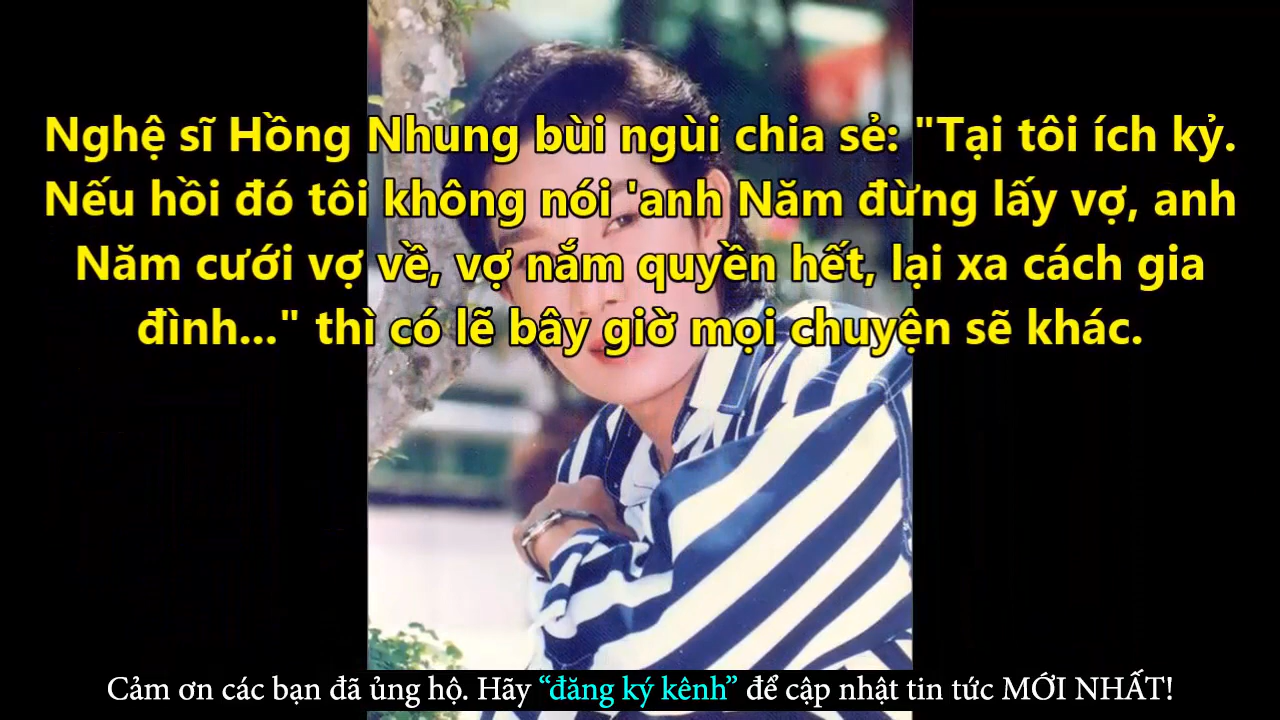 Nghệ sĩ Hồng Nhung bùi ngùi chia sẻ: "Tại tôi ích kỷ.
Nếu hồi đó tôi không nói 'anh Năm đừng lấy vợ, anh
Năm cưới vợ về, vợ nắm quyền hết, lại xa cách gia
đình..." thì có lẽ bây giờ mọi chuyện sẽ khác.
Cảm ơn các bạn đã ủng hộ. Hãy “đăng ký kênh” để cập nhật tin tức MỚI NHẤT!